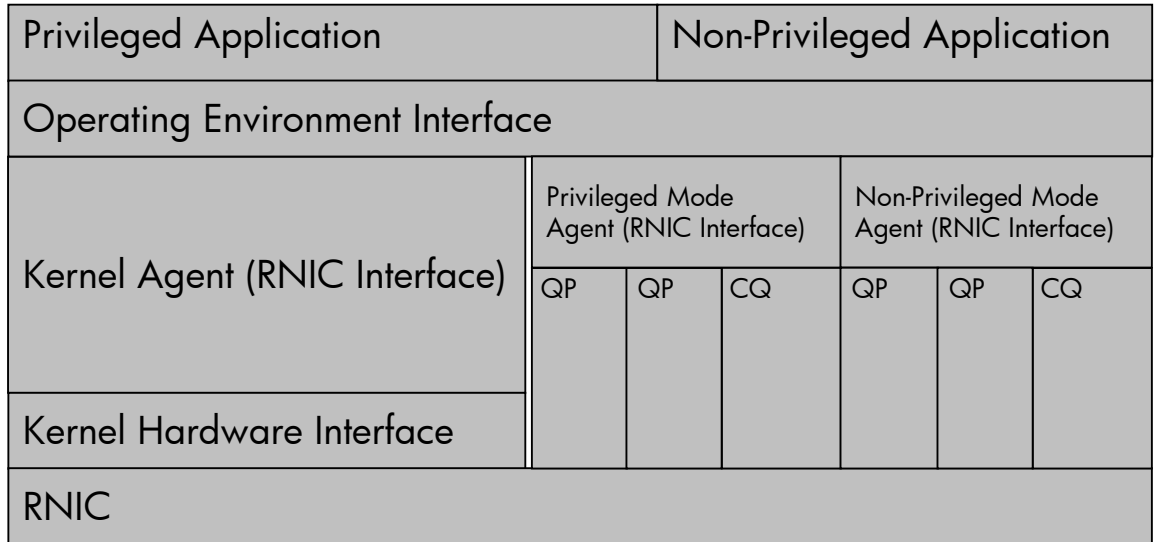 Privileged Application
Non-Privileged Application
Operating Environment Interface
Kernel Agent (RNIC Interface)
Privileged Mode
Agent (RNIC Interface)
Non-Privileged Mode
Agent (RNIC Interface)
QP
QP
CQ
QP
QP
CQ
Kernel Hardware Interface
RNIC